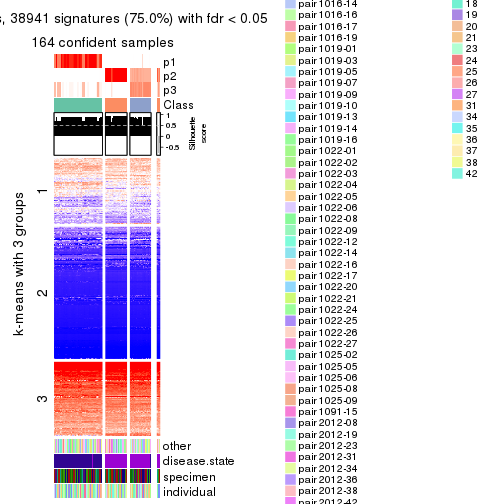 s, 38941 signatures (75.0%) with fdr < 0.05
164 confident samples
p1
p2
p3
Class
1
0.5
0
-0.5
Silhouette
score
k-means with 3 groups
1
2
3
other
disease.state
specimen
individual
pair1016-14
pair1016-16
pair1016-17
pair1016-19
pair1019-01
pair1019-03
pair1019-05
pair1019-07
pair1019-09
pair1019-10
pair1019-13
pair1019-14
pair1019-16
pair1022-01
pair1022-02
pair1022-03
pair1022-04
pair1022-05
pair1022-06
pair1022-08
pair1022-09
pair1022-12
pair1022-14
pair1022-16
pair1022-17
pair1022-20
pair1022-21
pair1022-24
pair1022-25
pair1022-26
pair1022-27
pair1025-02
pair1025-05
pair1025-06
pair1025-08
pair1025-09
pair1091-15
pair2012-08
pair2012-19
pair2012-23
pair2012-31
pair2012-34
pair2012-36
pair2012-38
pair2012-42
18
19
20
21
23
24
25
26
27
31
34
35
36
37
38
42